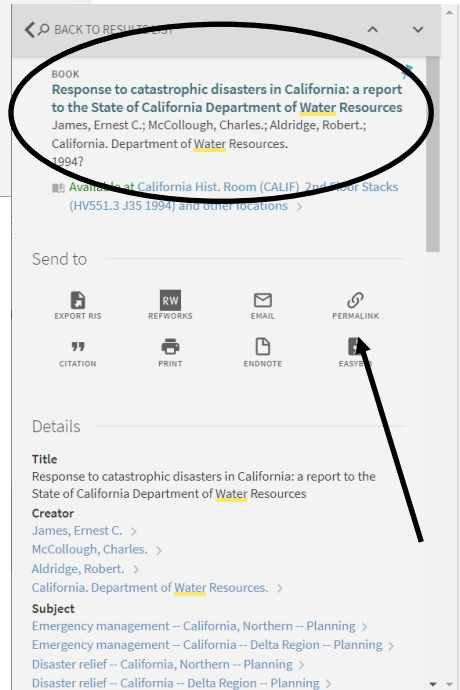 BACK TO RESULTS LIST
BOOK
Response to catastrophic disasters in California: a report
to the State of California Department of Water Resources
James, Ernest C.; McCollough, Charles.; Aldridge, Robert.;
California. Department of Water Resources.
1994?
Available at California Hist. Room (CALIF) 2nd Floor Stacks
(HV551.3 J35 1994) and other locations
Send to
EXPORT RIS
REFWORKS
EMAIL
PERMALINK
RW
CITATION
PRINT
ENDNOTE
Details
Title
Response to catastrophic disasters in California: a report to the
State of California Department of Water Resources
Creator
James, Ernest C.
McCollough, Charles.
Aldridge, Robert.
California. Department of Water Resources.
Subject
Emergency management -- California, Northern -- Planning
Emergency management -- California -- Delta Region -- Planning
Disaster relief -- California, Northern -- Planning
Disaster relief -- California -- Delta Region -- Planning